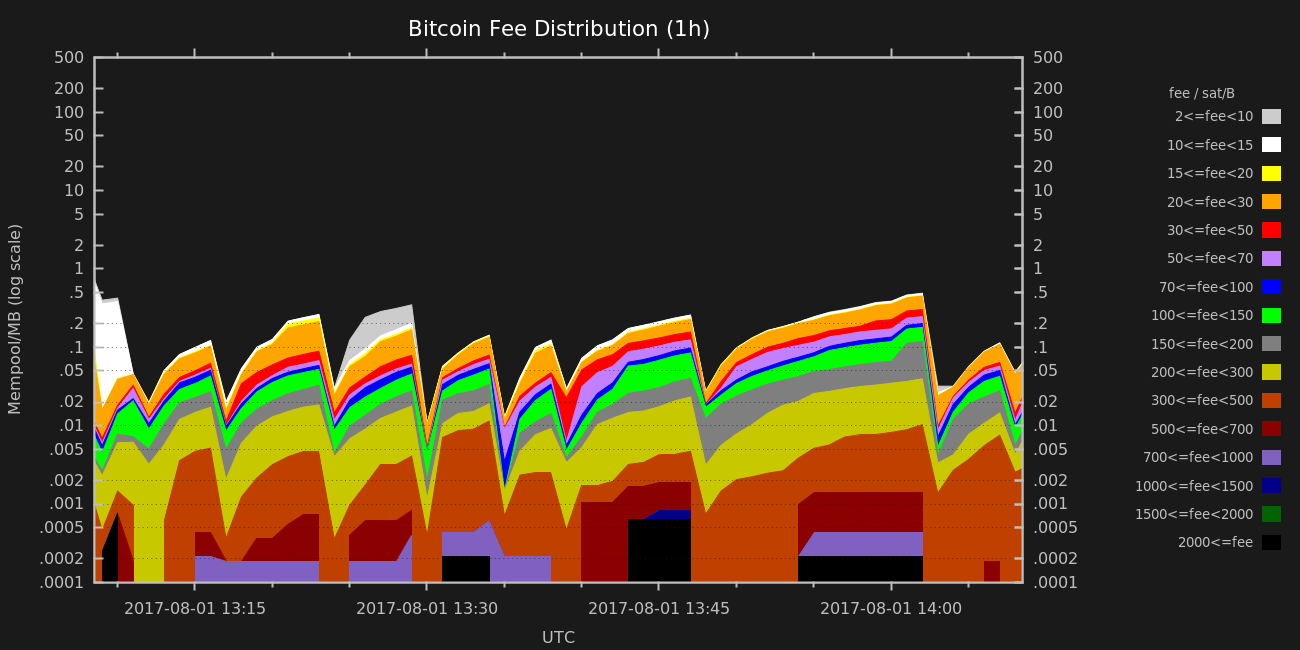 Bitcoin Fee Distribution (1h)
Mempool/MB (log scale)
500
200
100
50
20
10
5
2
1
.5
.2
.1
.05
.02
.01
.005
.002
.001
.0005
.0002
.0001
500
200
100
50
20
10
5
2
1
.5
.2
.1
.05
.02
.01
.005
.002
.001
.0005
.0002
.0001
2017-08-01 13:15
2017-08-01 13:30
2017-08-01 13:45
2017-08-01 14:00
UTC
fee / sat/B
2<=fee<10
10<=fee<15
15<=fee<20
20<=fee<30
30<=fee<50
50<=fee<70
70<=fee<100
100<=fee<150
150<=fee<200
200<=fee<300
300<=fee<500
500<=fee<700
700<=fee<1000
1000<=fee<1500
1500<=fee<2000
2000<=fee